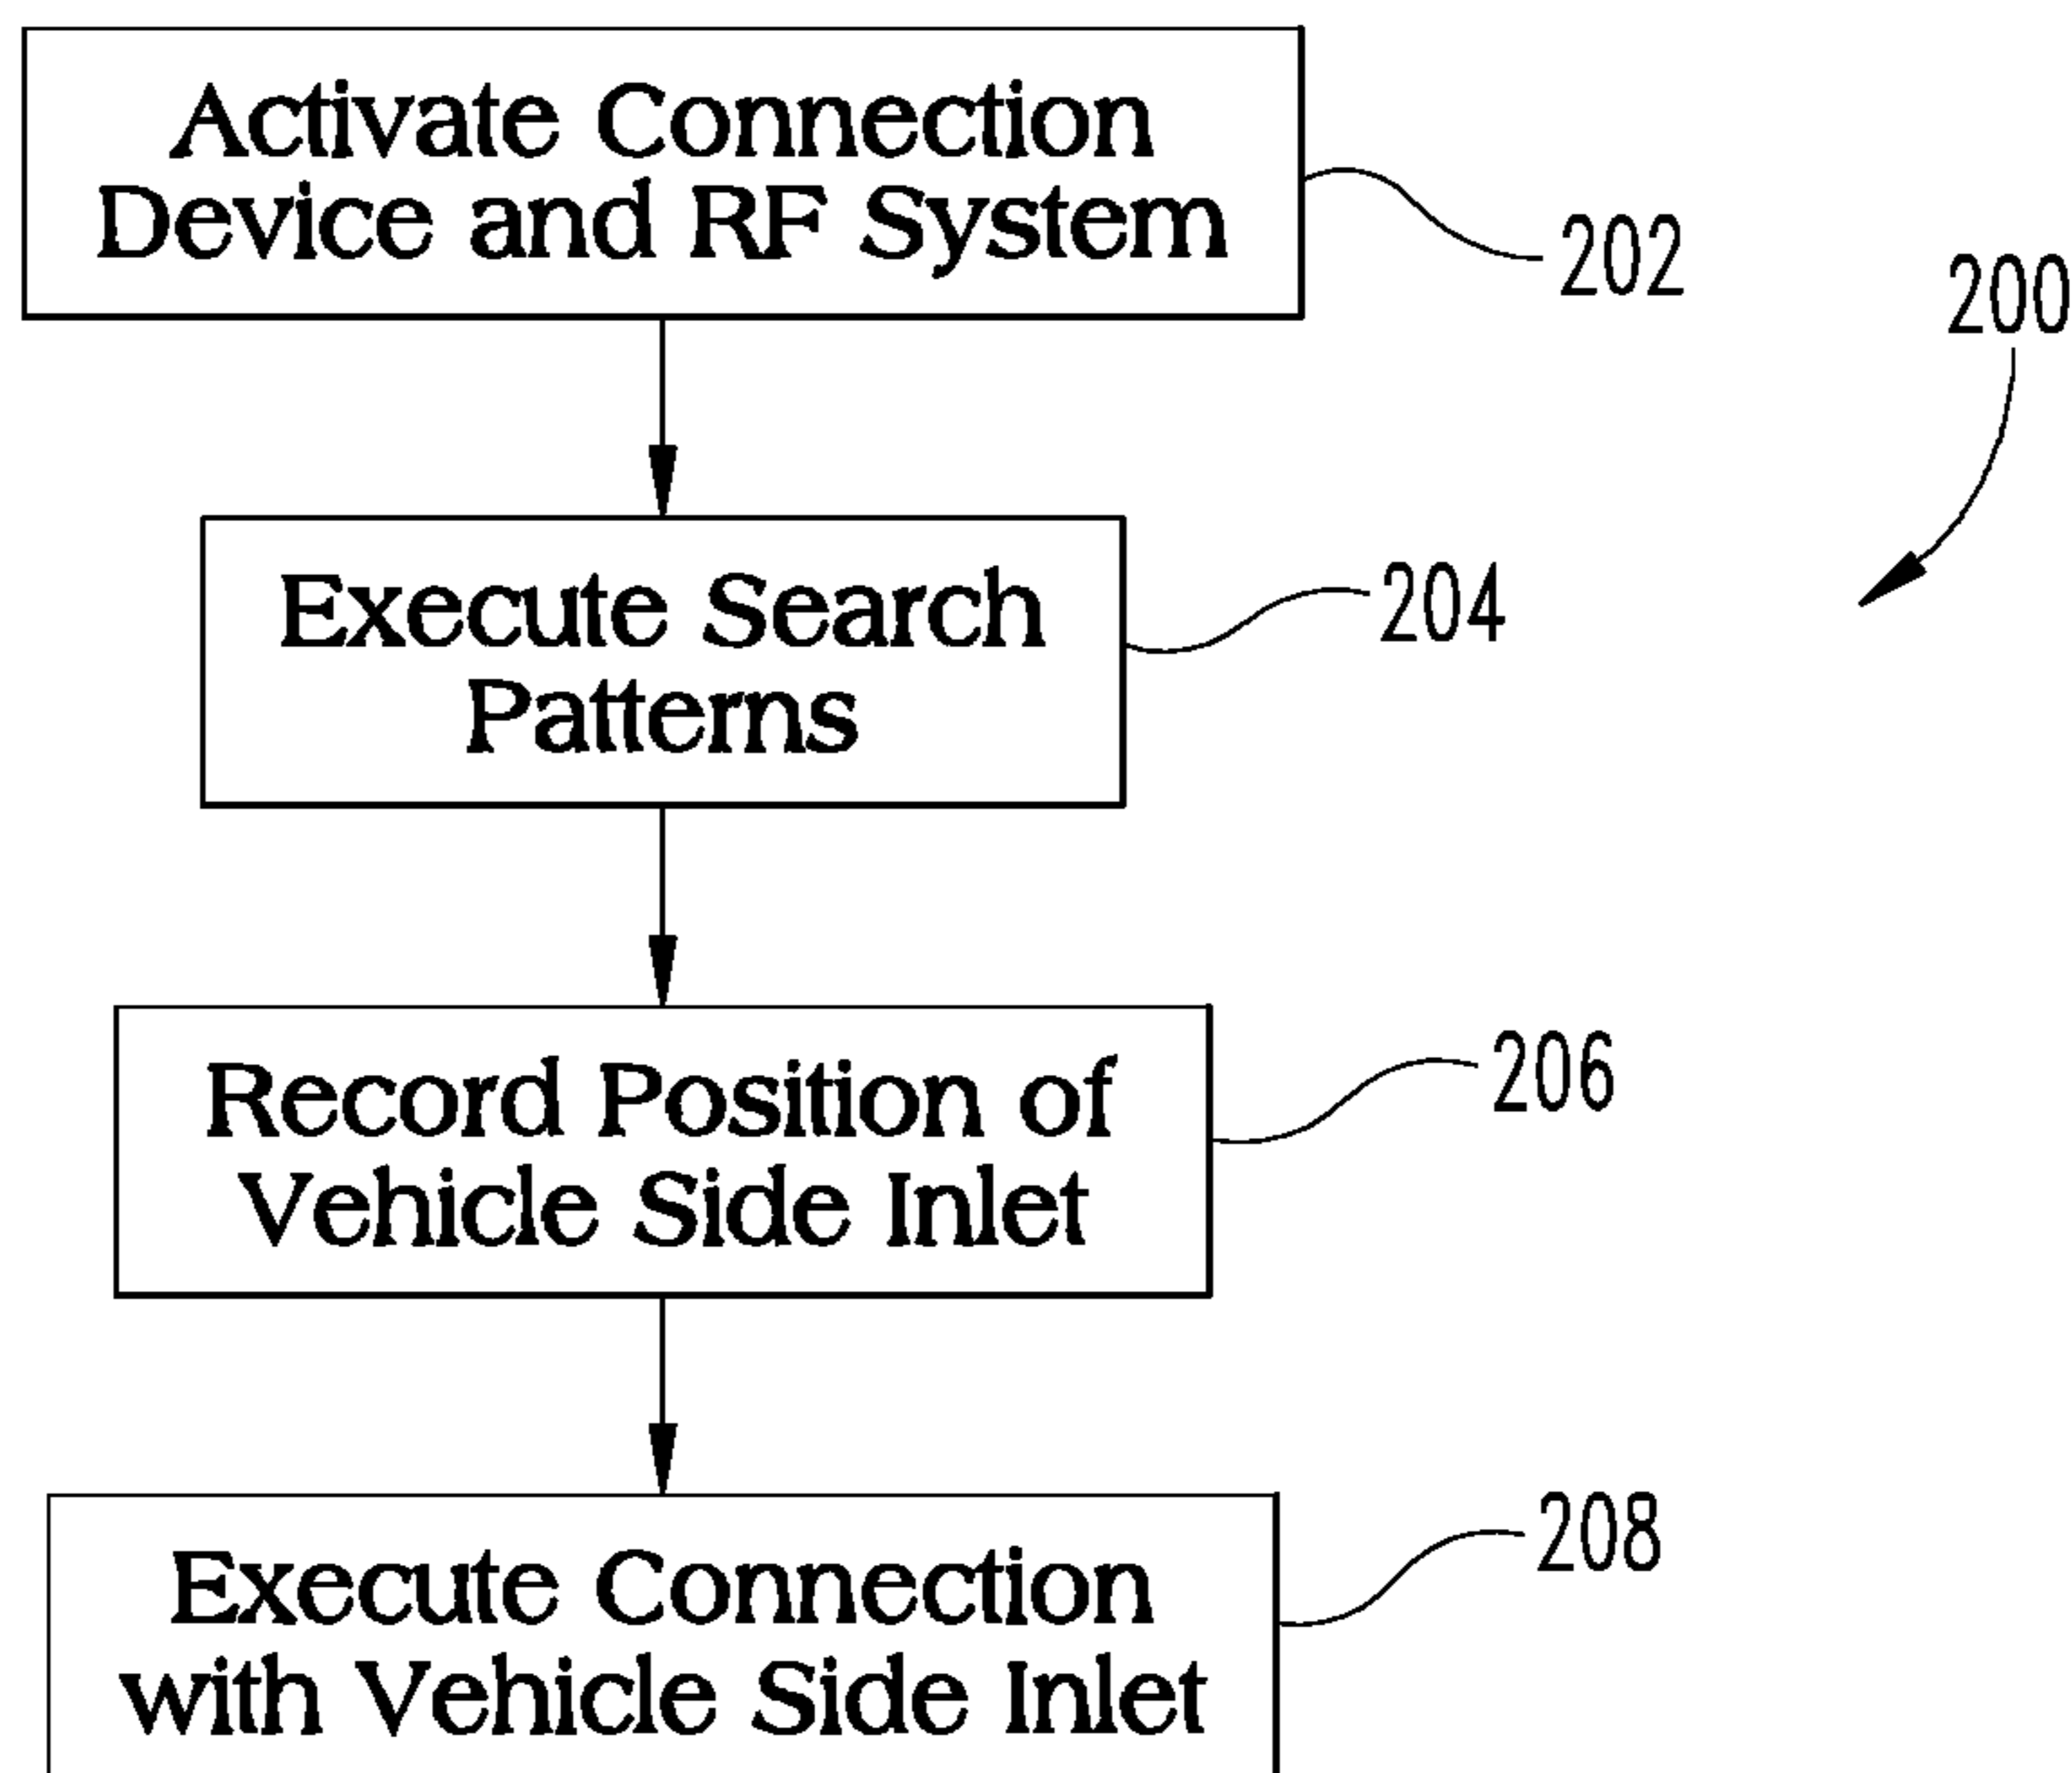 Activate Connection
Device and RF System
202
200
Execute Search
Patterns
204
Record Position of
Vehicle Side Inlet
206
Execute Connection
with Vehicle Side Inlet
208